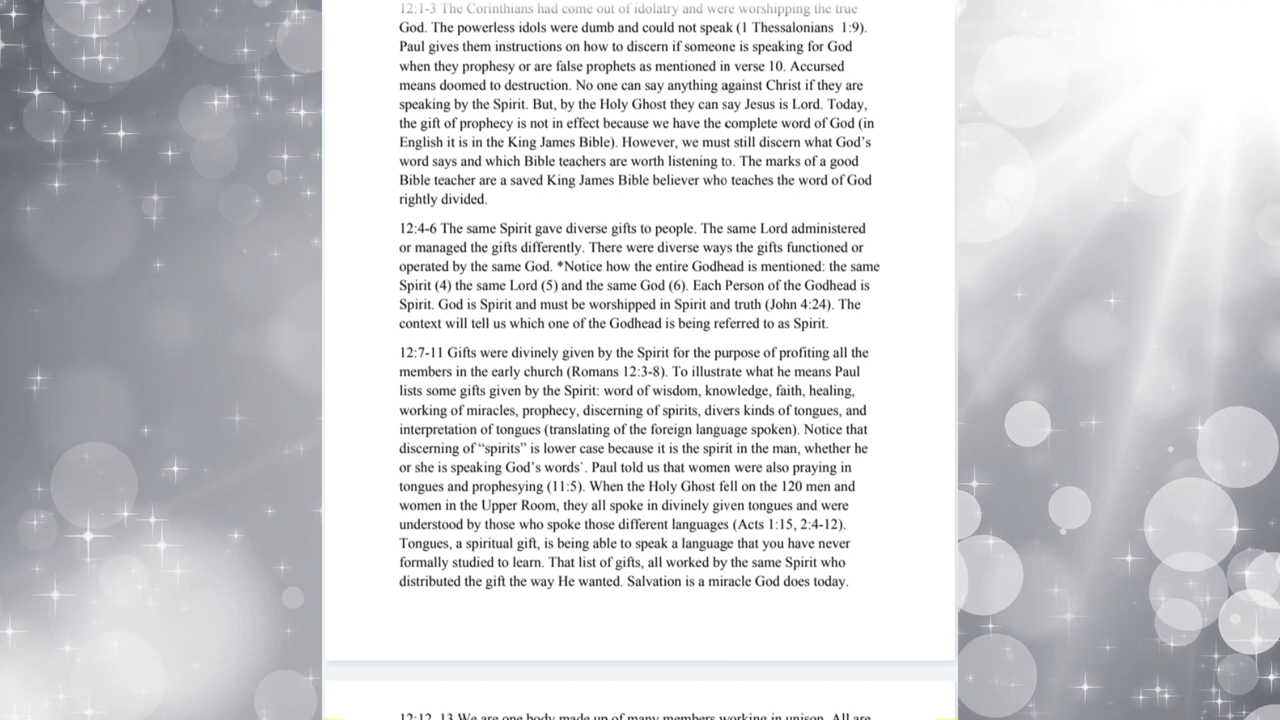 12:1-3 The Corinthians had come out of idolatry and were worshipping the true
God. The powerless idols were dumb and could not speak (1 Thessalonians 1:9).
Paul gives them instructions on how to discern if someone is speaking for God
when they prophesy or are false prophets as mentioned in verse 10. Accursed
means doomed to destruction. No one can say anything against Christ if they are
speaking by the Spirit. But, by the Holy Ghost they can say Jesus is Lord. Today,
the gift of prophecy is not in effect because we have the complete word of God (in
English it is in the King James Bible). However, we must still discern what God’s
word says and which Bible teachers are worth listening to. The marks of a good
Bible teacher are a saved King James Bible believer who teaches the word of God
rightly divided.
12:4-6 The same Spirit gave diverse gifts to people. The same Lord administered
or managed the gifts differently. There were diverse ways the gifts functioned or
operated by the same God. *Notice how the entire Godhead is mentioned: the same
Spirit (4) the same Lord (5) and the same God (6). Each Person of the Godhead is
Spirit. God is Spirit and must be worshipped in Spirit and truth (John 4:24). The
context will tell us which one of the Godhead is being referred to as Spirit.
12:7-11 Gifts were divinely given by the Spirit for the purpose of profiting all the
members in the early church (Romans 12:3-8). To illustrate what he means Paul
lists some gifts given by the Spirit: word of wisdom, knowledge, faith, healing,
working of miracles, prophecy, discerning of spirits, divers kinds of tongues, and
interpretation of tongues (translating of the foreign language spoken). Notice that
discerning of “spirits” is lower case because it is the spirit in the man, whether he
or she is speaking God’s words`. Paul told us that women were also praying in
tongues and prophesying (11:5). When the Holy Ghost fell on the 120 men and
women in the Upper Room, they all spoke in divinely given tongues and were
understood by those who spoke those different languages (Acts 1:15, 2:4-12).
Tongues, a spiritual gift, is being able to speak a language that you have never
formally studied to learn. That list of gifts, all worked by the same Spirit who
distributed the gift the way He wanted. Salvation is a miracle God does today.
12:12, 13 We are one body made up of many members working in unison. All are